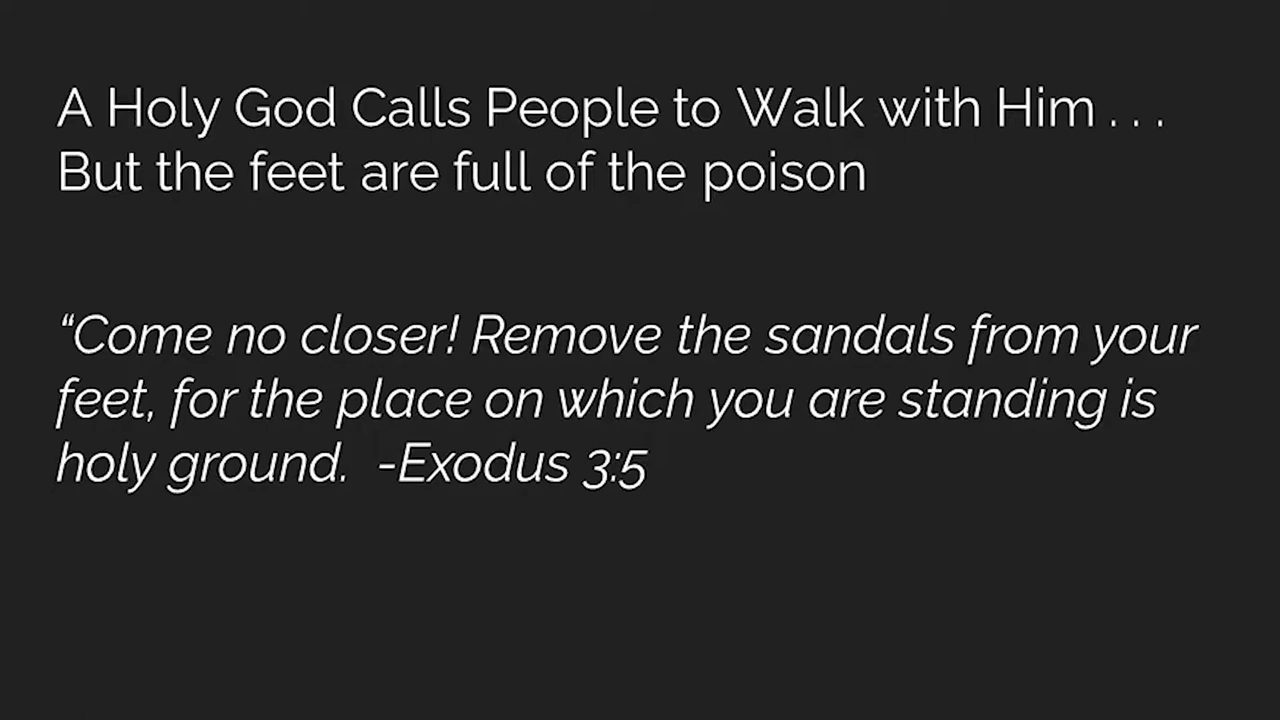 A Holy God Calls People to Walk with Him . . .
But the feet are full of the poison
“Come no closer! Remove the sandals from your
feet, for the place on which you are standing is
holy ground.  -Exodus 3:5